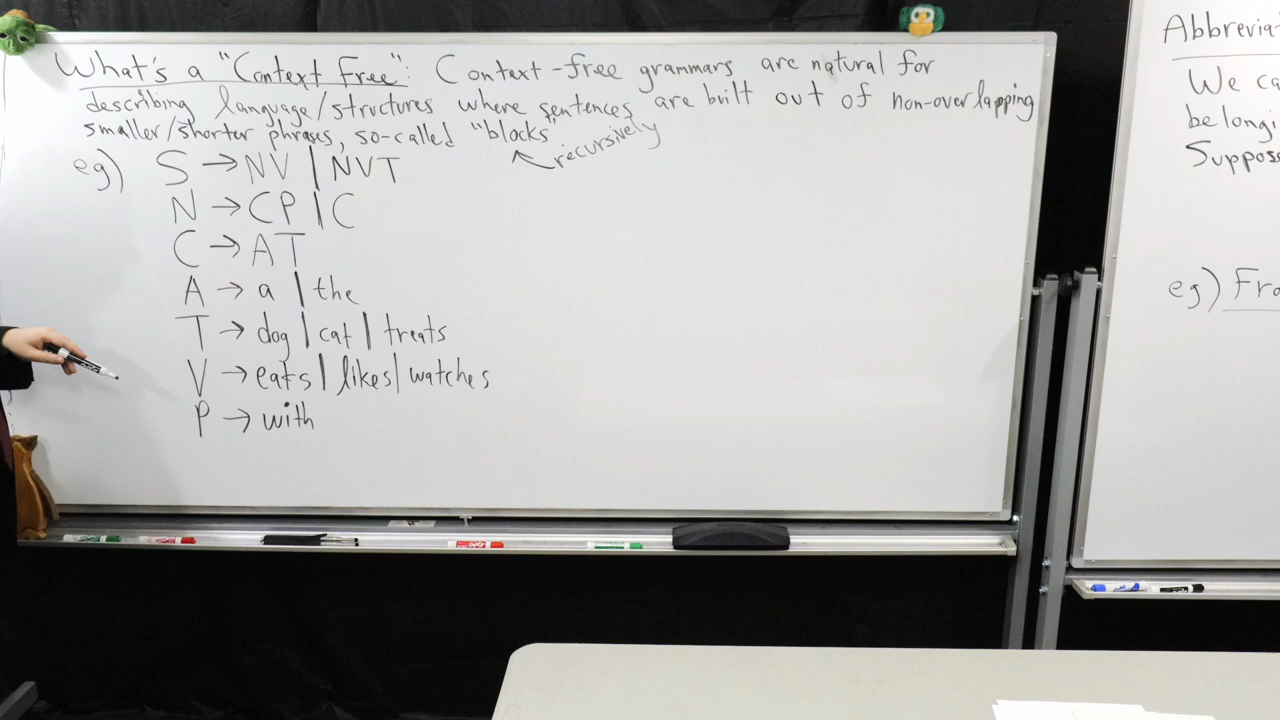 What's a "Context Free": Context-free grammars are natural for
describing language/structures where sentences are built out of non-overlapping
smaller/shorter phrases, so-called "blocks"
recursively
eg) S → NV | NVT
N → CP | C
C → AT
A → a | the
T → dog | cat | treats
V → eats | likes | watches
P → with
Abbrevia
We ca
belongi
Suppose
eg) Fro